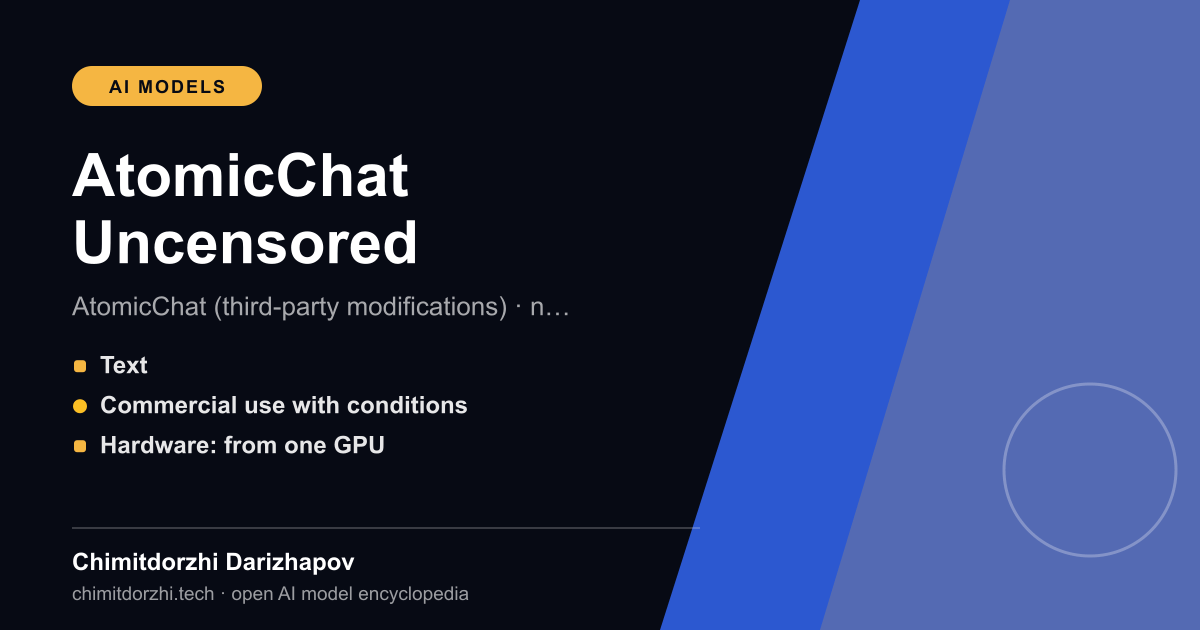 AI MODELS
AtomicChat
Uncensored
AtomicChat (third-party modifications) · n…
Text
Commercial use with conditions
Hardware: from one GPU
Chimitdorzhi Darizhapov
chimitdorzhi.tech · open AI model encyclopedia